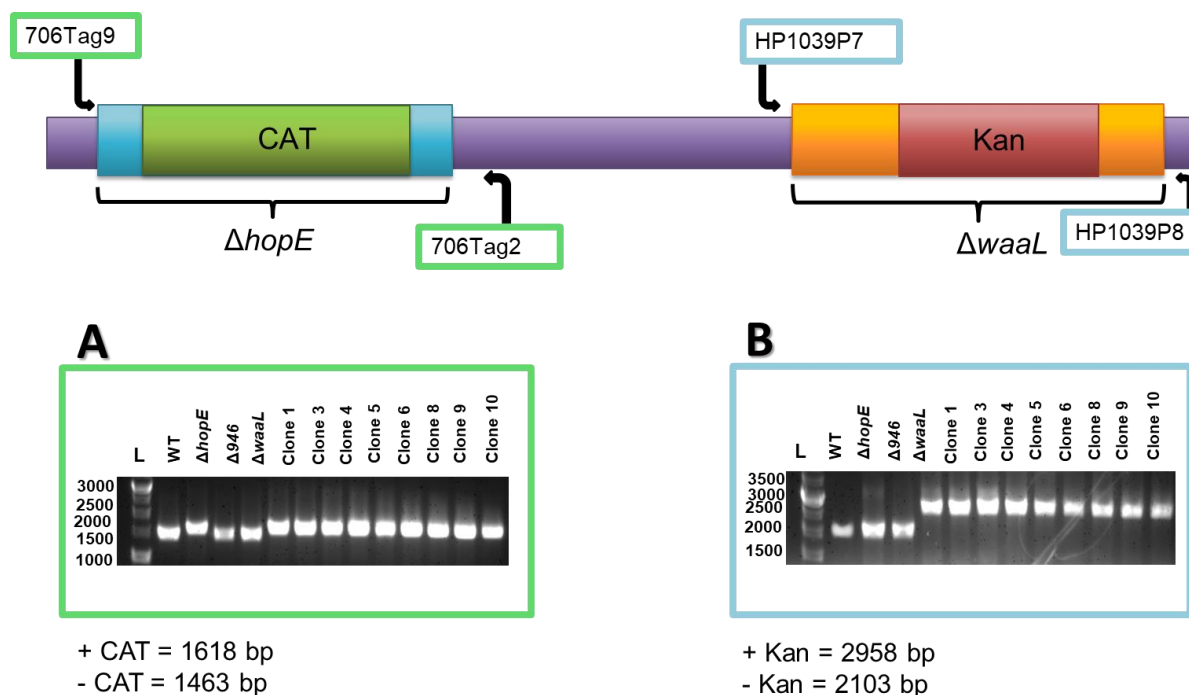 706Tag9
HP1039P7
CAT
Kan
ΔhopE
706Tag2
ΔwaaL
HP1039P8
A
L
WT
ΔhopE
Δ946
ΔwaaL
Clone 1
Clone 3
Clone 4
Clone 5
Clone 6
Clone 8
Clone 9
Clone 10
3000
2500
2000
1500
1000
+ CAT = 1618 bp
- CAT = 1463 bp
B
L
WT
ΔhopE
Δ946
ΔwaaL
Clone 1
Clone 3
Clone 4
Clone 5
Clone 6
Clone 8
Clone 9
Clone 10
3500
3000
2500
2000
1500
+ Kan = 2958 bp
- Kan = 2103 bp